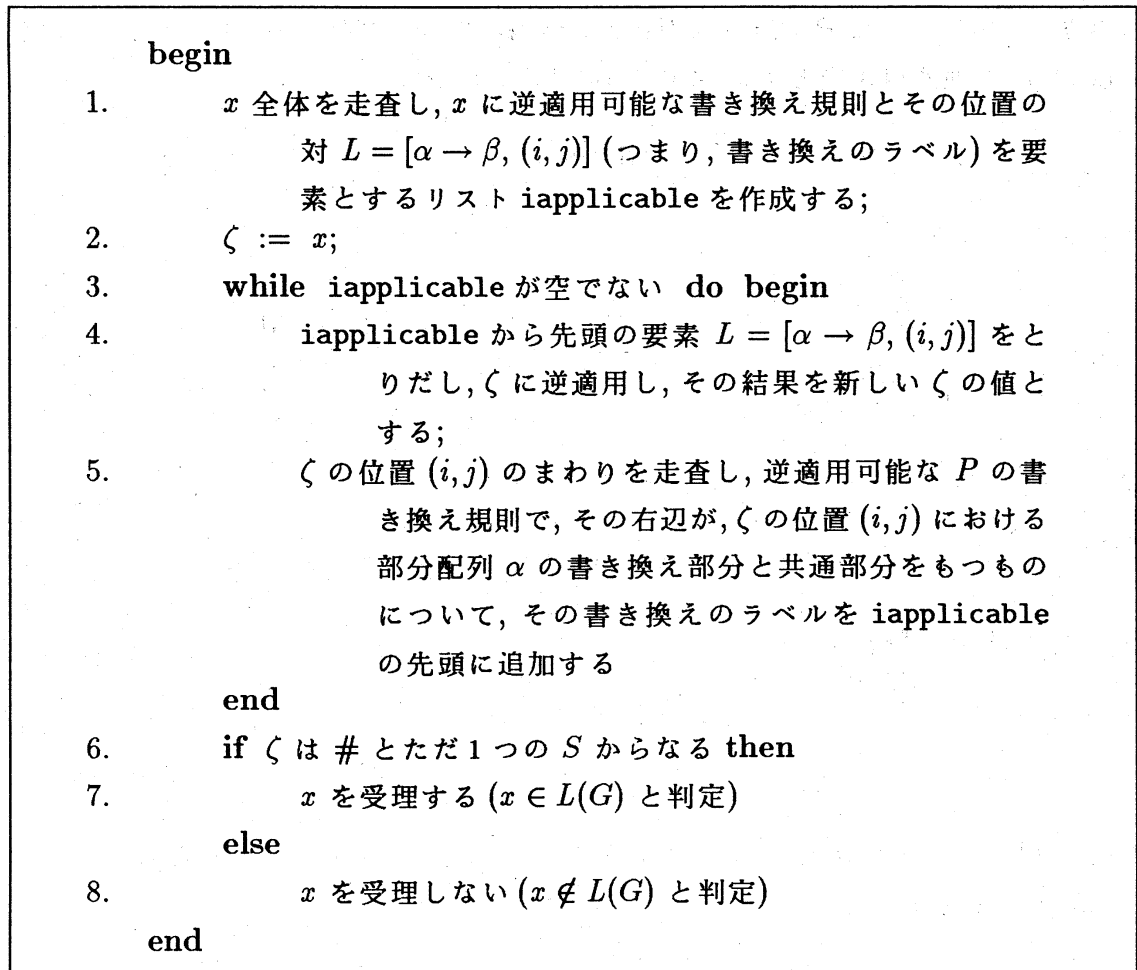 begin
1. x 全体を走査し, x に逆適用可能な書き換え規則とその位置の
対 L = [α → β, (i, j)] (つまり, 書き換えのラベル) を要
素とするリスト iapplicable を作成する;
2. ζ := x;
3. while iapplicable が空でない do begin
4. iapplicable から先頭の要素 L = [α → β, (i, j)] をと
りだし, ζ に逆適用し, その結果を新しい ζ の値と
する;
5. ζ の位置 (i, j) のまわりを走査し, 逆適用可能な P の書
き換え規則で, その右辺が, ζ の位置 (i, j) における
部分配列 α の書き換え部分と共通部分をもつもの
について, その書き換えのラベルを iapplicable
の先頭に追加する
end
6. if ζ は # とただ 1 つの S からなる then
7. x を受理する (x ∈ L(G) と判定)
else
8. x を受理しない (x ∉ L(G) と判定)
end